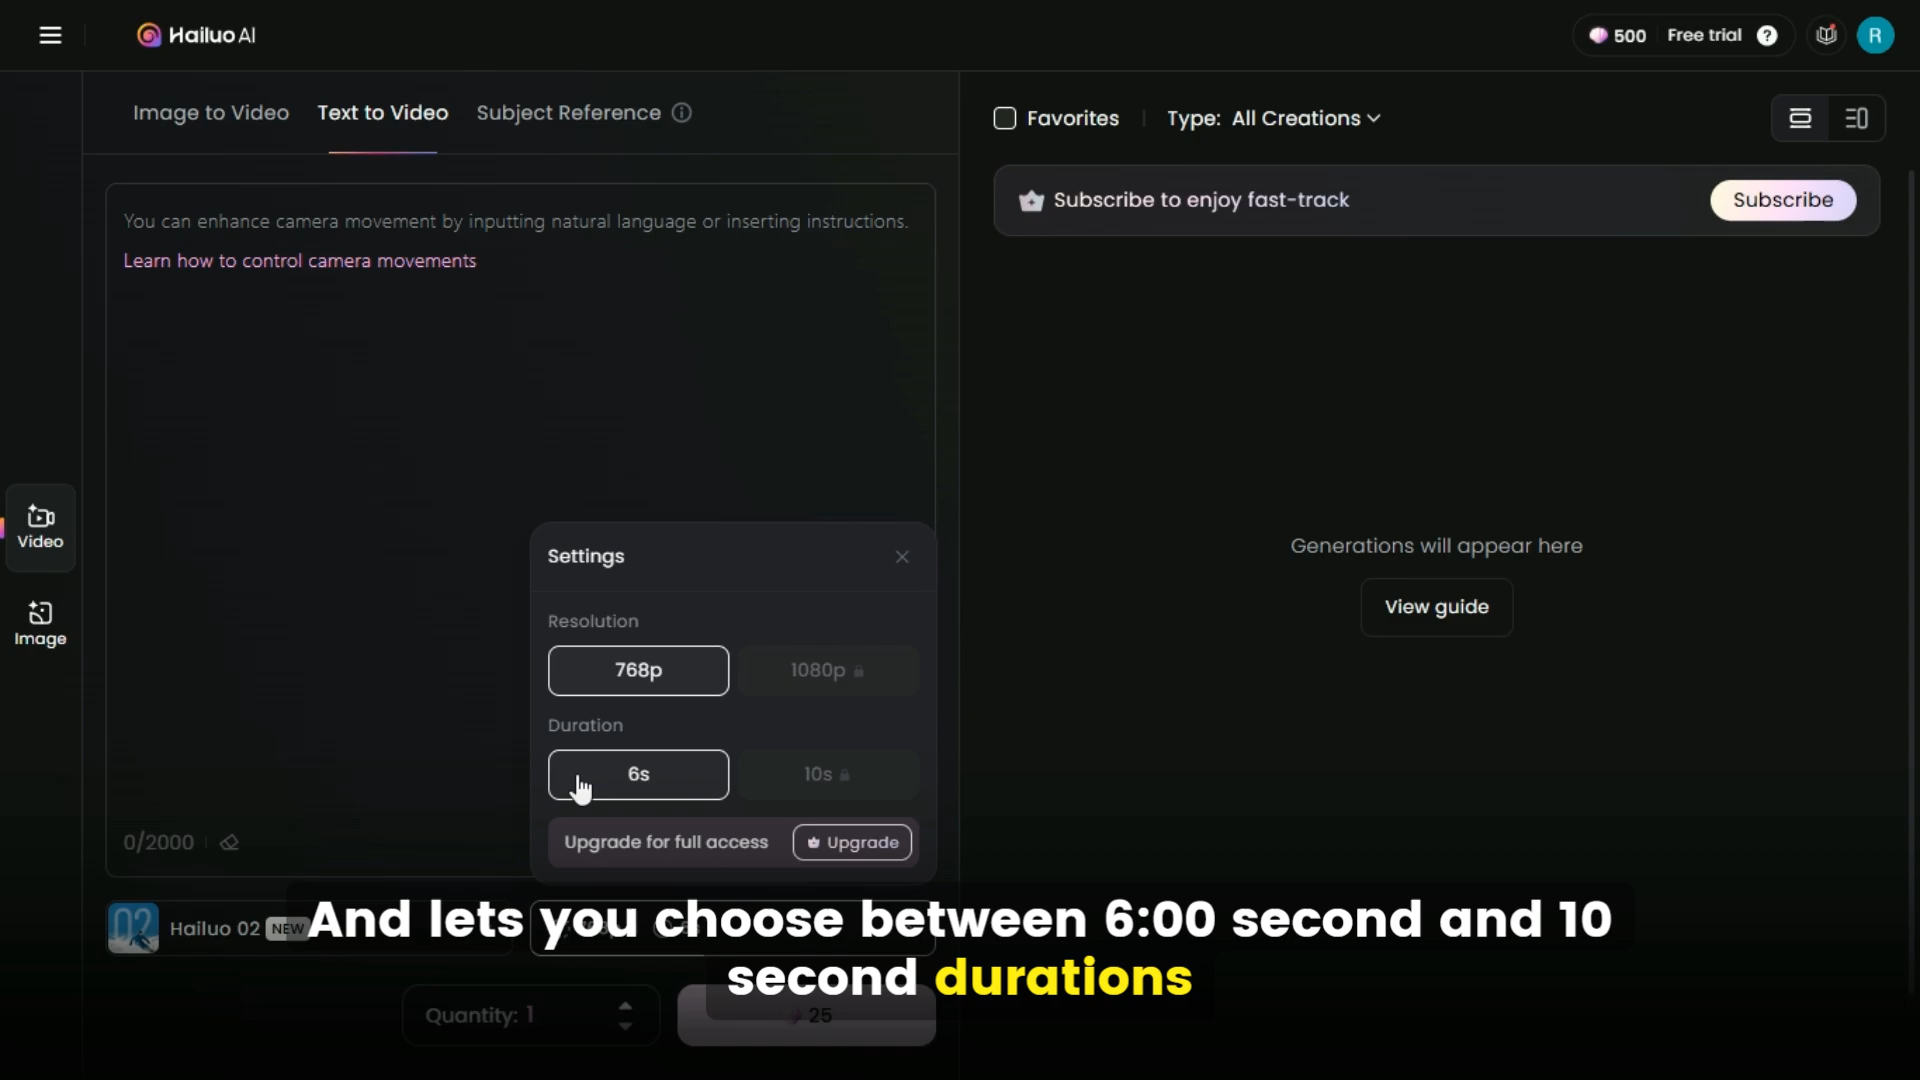 Hailuo AI
500 Free trial ?
R
Image to Video Text to Video Subject Reference
Favorites Type: All Creations
Subscribe to enjoy fast-track Subscribe
You can enhance camera movement by inputting natural language or inserting instructions.
Learn how to control camera movements
Video
Image
Settings
Resolution
768p 1080p
Duration
6s 10s
Upgrade for full access Upgrade
0/2000
Generations will appear here
View guide
02 Hailuo 02 NEW
And lets you choose between 6:00 second and 10
second durations
Quantity: 1 25